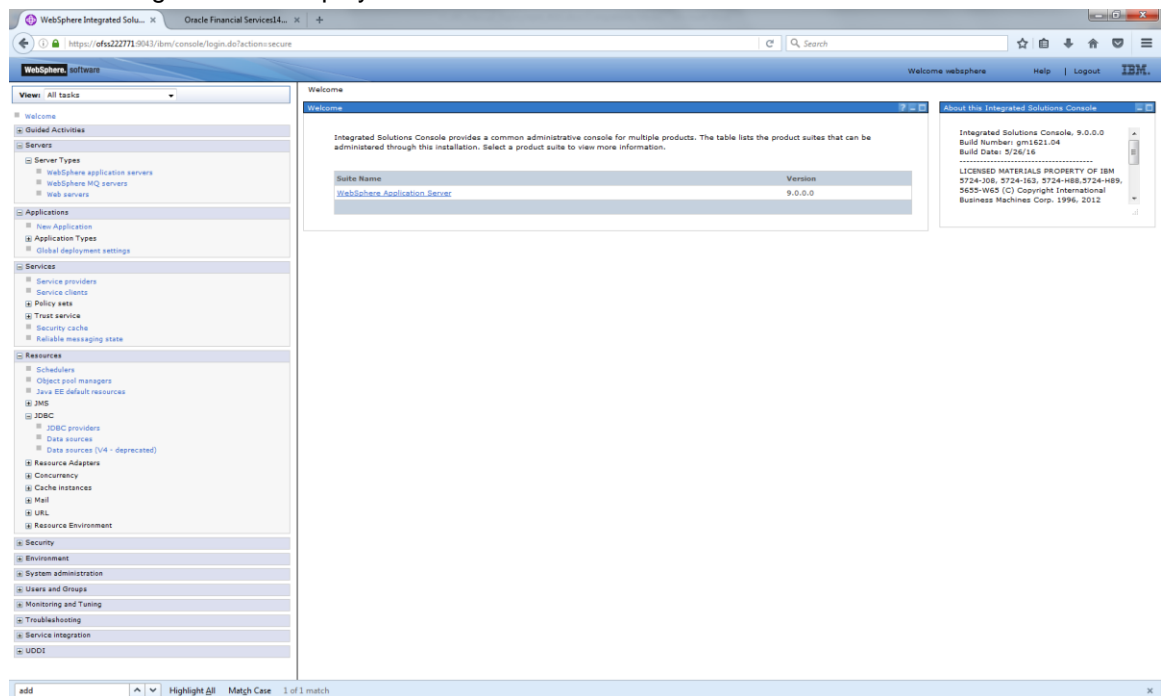 WebSphere Integrated Solu... × Oracle Financial Services14... × +
https://ofss222771:9043/ibm/console/login.do?action=secure
Search
WebSphere. software
Welcome websphere Help | Logout IBM.
View: All tasks
Welcome
Guided Activities
Servers
Server Types
WebSphere application servers
WebSphere MQ servers
Web servers
Applications
New Application
Application Types
Global deployment settings
Services
Service providers
Service clients
Policy sets
Trust service
Security cache
Reliable messaging state
Resources
Schedulers
Object pool managers
Java EE default resources
JMS
JDBC
JDBC providers
Data sources
Data sources (V4 - deprecated)
Resource Adapters
Concurrency
Cache instances
Mail
URL
Resource Environment
Security
Environment
System administration
Users and Groups
Monitoring and Tuning
Troubleshooting
Service integration
UDDI
Welcome
Welcome
Integrated Solutions Console provides a common administrative console for multiple products. The table lists the product suites that can be
administered through this installation. Select a product suite to view more information.
Suite Name Version
WebSphere Application Server 9.0.0.0
About this Integrated Solutions Console
Integrated Solutions Console, 9.0.0.0
Build Number: gm1621.04
Build Date: 5/26/16
---------------------------------------
LICENSED MATERIALS PROPERTY OF IBM
5724-J08, 5724-I63, 5724-H88,5724-H89,
5655-W65 (C) Copyright International
Business Machines Corp. 1996, 2012
add Highlight All Match Case 1 of 1 match